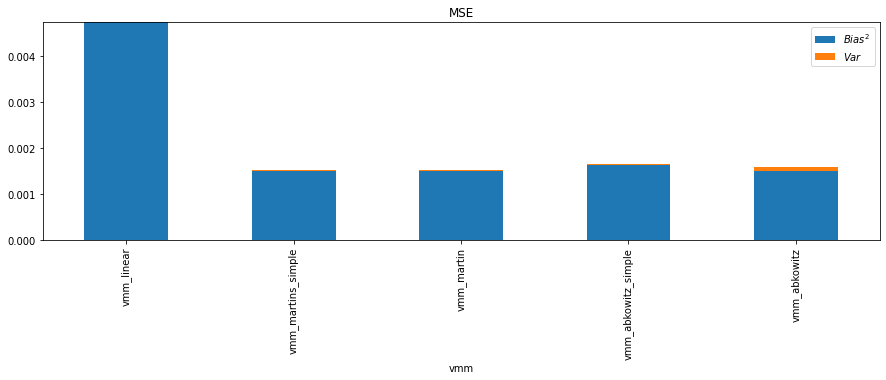 MSE
Bias²
Var
0.004
0.003
0.002
0.001
0.000
vmm_linear
vmm_martins_simple
vmm_martin
vmm_abkowitz_simple
vmm_abkowitz
vmm